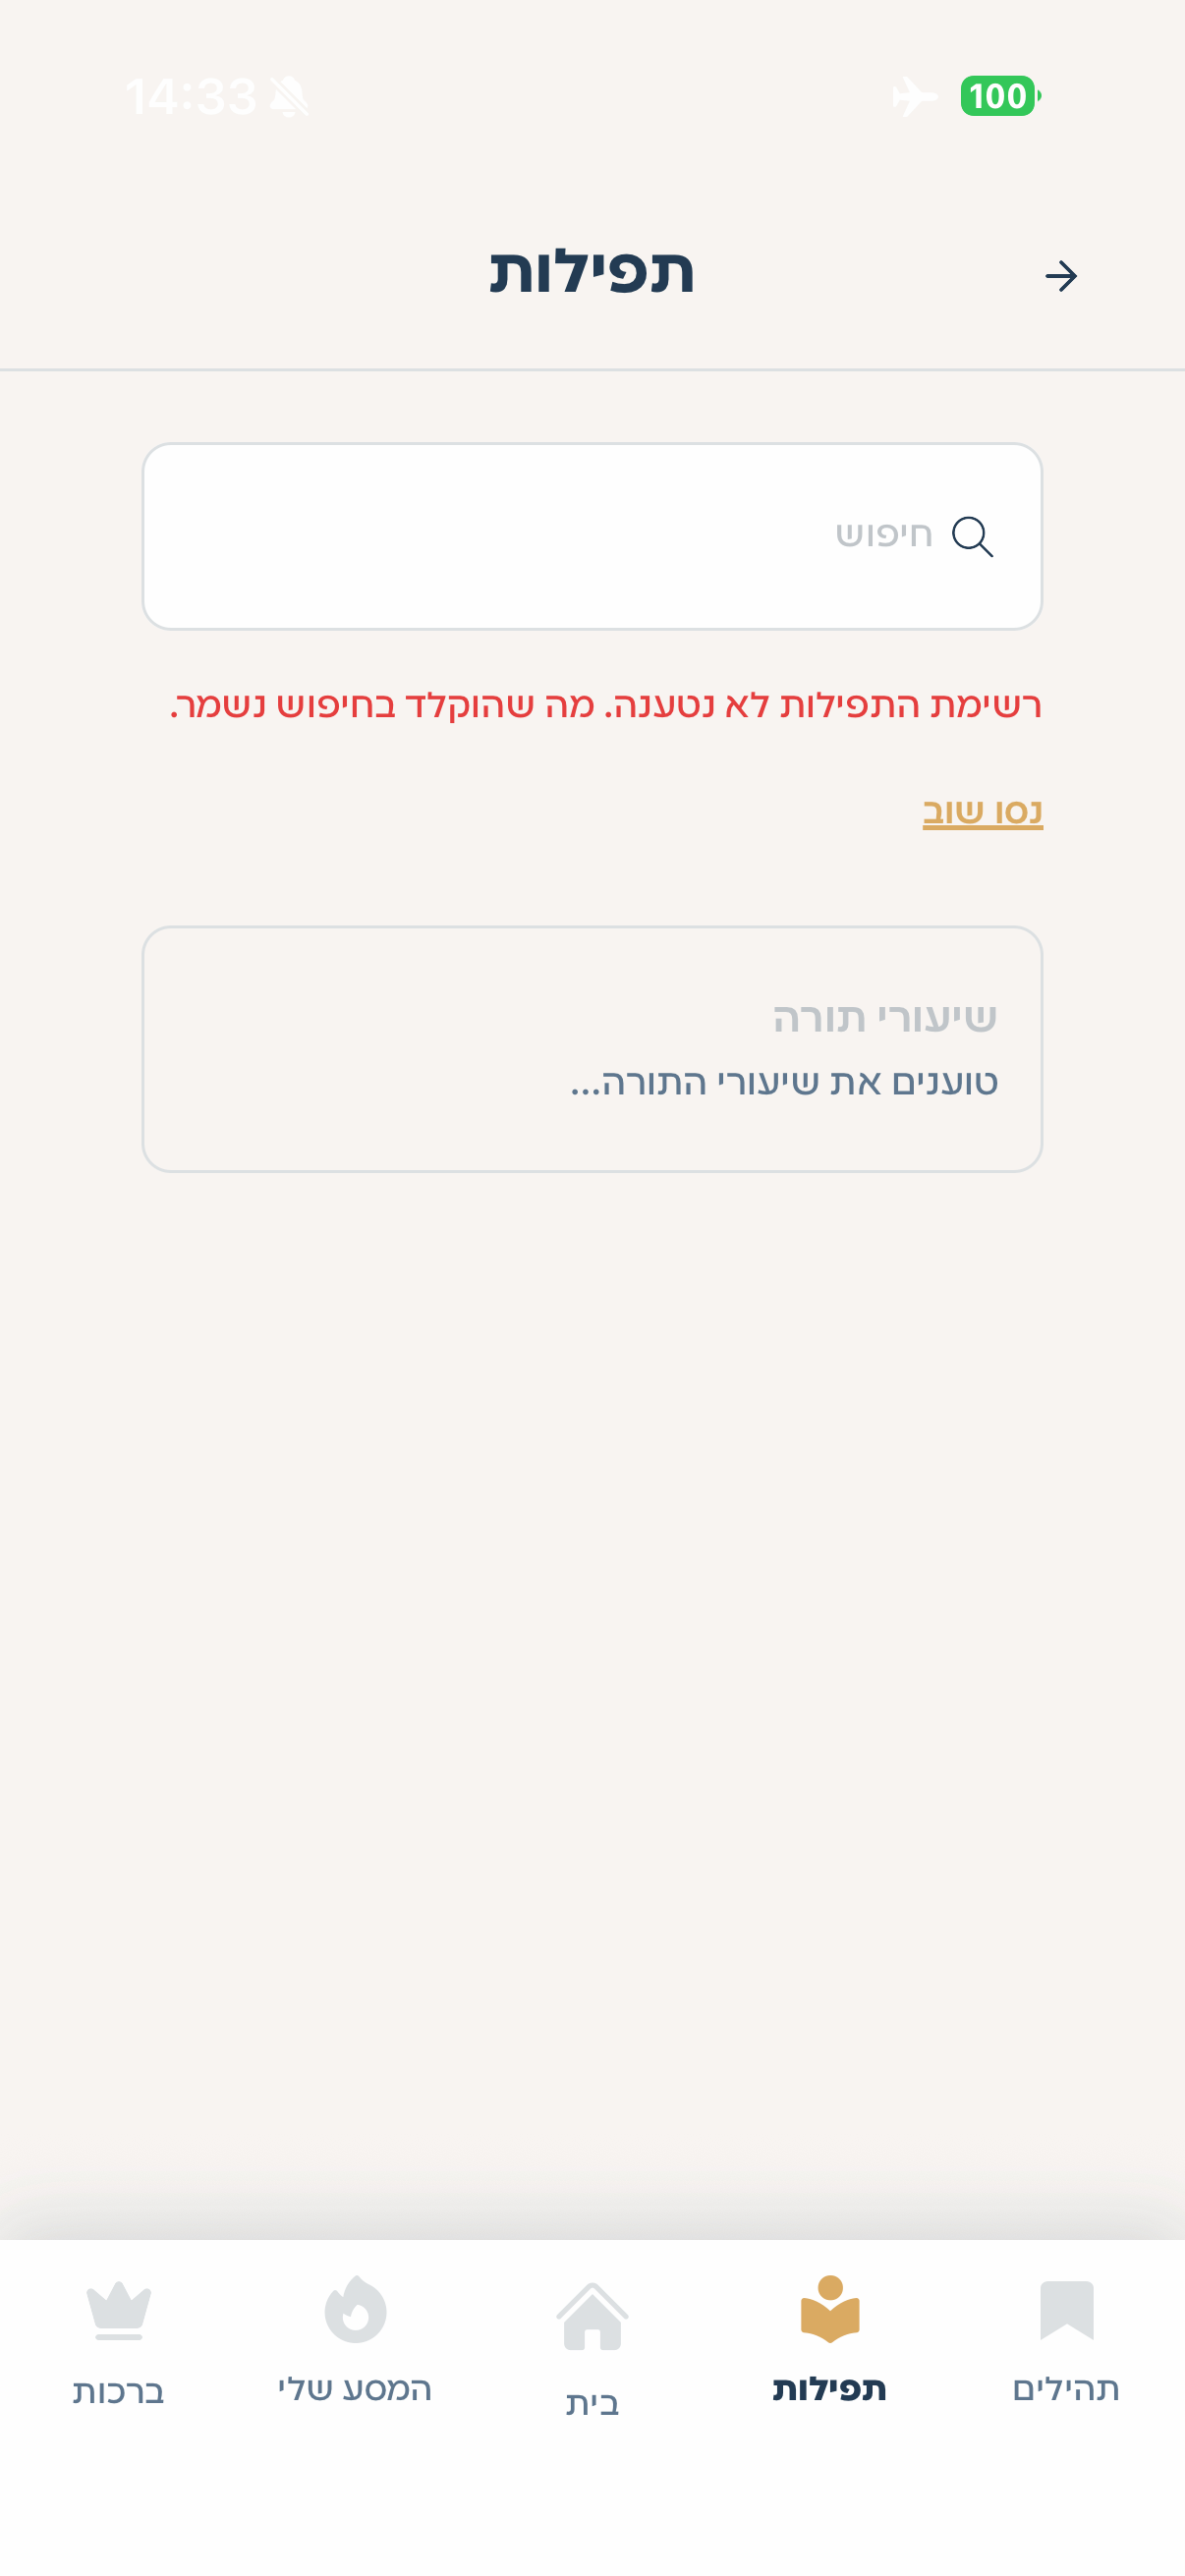 14:33
100
תפילות
חיפוש
רשימת התפילות לא נטענה. מה שהוקלד בחיפוש נשמר.
נסו שוב
שיעורי תורה
טוענים את שיעורי התורה...
תהילים
תפילות
בית
המסע שלי
ברכות